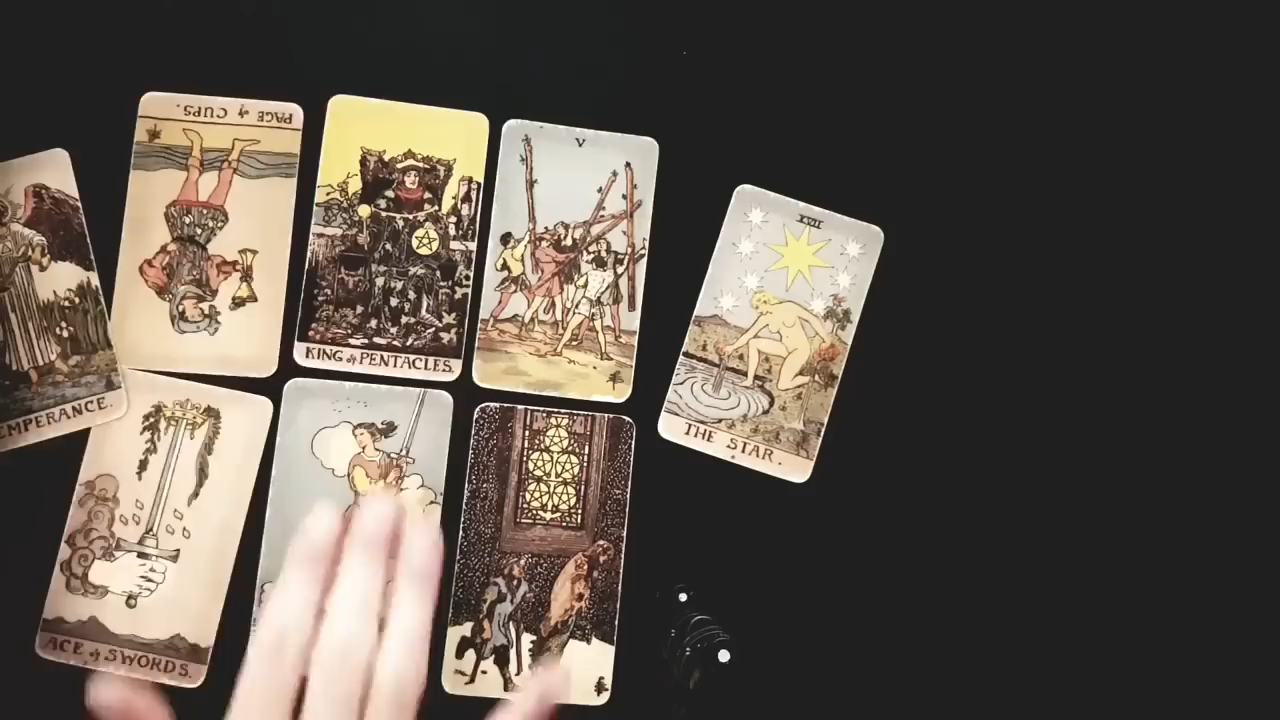 PAGE of CUPS.
KING of PENTACLES.
V
XVII
THE STAR.
EMPERANCE.
ACE of SWORDS.